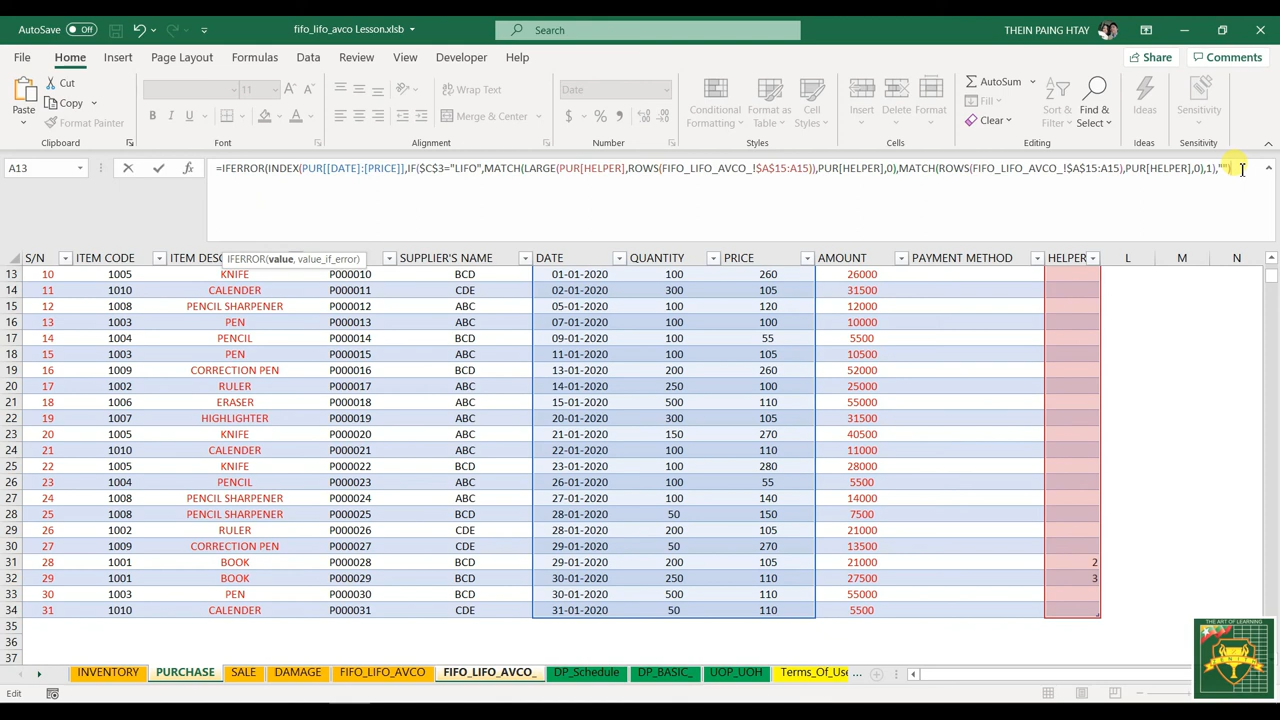 AutoSave Off fifo_lifo_avco Lesson.xlsb Search THEIN PAING HTAY
File Home Insert Page Layout Formulas Data Review View Developer Help Share Comments
Paste Cut Copy Format Painter Clipboard
11 B I U Font
Wrap Text Merge & Center Alignment
Date $ % Number
Conditional Formatting Format as Table Cell Styles Styles
Insert Delete Format Cells
AutoSum Fill Clear Sort & Filter Find & Select Editing
Ideas Ideas
Sensitivity Sensitivity
A13 fx =IFERROR(INDEX(PUR[[DATE]:[PRICE]],IF($C$3="LIFO",MATCH(LARGE(PUR[HELPER],ROWS(FIFO_LIFO_AVCO_!$A$15:A15)),PUR[HELPER],0),MATCH(ROWS(FIFO_LIFO_AVCO_!$A$15:A15),PUR[HELPER],0),1),"")
IFERROR(value, value_if_error)
S/N ITEM CODE ITEM DES SUPPLIER'S NAME DATE QUANTITY PRICE AMOUNT PAYMENT METHOD HELPER L M N
13 10 1005 KNIFE P000010 BCD 01-01-2020 100 260 26000
14 11 1010 CALENDER P000011 CDE 02-01-2020 300 105 31500
15 12 1008 PENCIL SHARPENER P000012 ABC 05-01-2020 100 120 12000
16 13 1003 PEN P000013 ABC 07-01-2020 100 100 10000
17 14 1004 PENCIL P000014 BCD 09-01-2020 100 55 5500
18 15 1003 PEN P000015 ABC 11-01-2020 100 105 10500
19 16 1009 CORRECTION PEN P000016 ABC 13-01-2020 200 260 52000
20 17 1002 RULER P000017 ABC 14-01-2020 250 100 25000
21 18 1006 ERASER P000018 ABC 15-01-2020 500 110 55000
22 19 1007 HIGHLIGHTER P000019 ABC 20-01-2020 300 105 31500
23 20 1005 KNIFE P000020 ABC 21-01-2020 150 270 40500
24 21 1010 CALENDER P000021 ABC 22-01-2020 100 110 11000
25 22 1005 KNIFE P000022 BCD 23-01-2020 100 280 28000
26 23 1004 PENCIL P000023 ABC 26-01-2020 100 55 5500
27 24 1008 PENCIL SHARPENER P000024 ABC 27-01-2020 100 140 14000
28 25 1008 PENCIL SHARPENER P000025 BCD 28-01-2020 50 150 7500
29 26 1002 RULER P000026 CDE 28-01-2020 200 105 21000
30 27 1009 CORRECTION PEN P000027 CDE 29-01-2020 50 270 13500
31 28 1001 BOOK P000028 BCD 29-01-2020 200 105 21000 2
32 29 1001 BOOK P000029 BCD 30-01-2020 250 110 27500 3
33 30 1003 PEN P000030 BCD 30-01-2020 500 110 55000
34 31 1010 CALENDER P000031 CDE 31-01-2020 50 110 5500
35
36
37
INVENTORY PURCHASE SALE DAMAGE FIFO_LIFO_AVCO FIFO_LIFO_AVCO_ DP_Schedule DP_BASIC_ UOP_UOH Terms_Of_Use ...
THE ART OF LEARNING
Edit